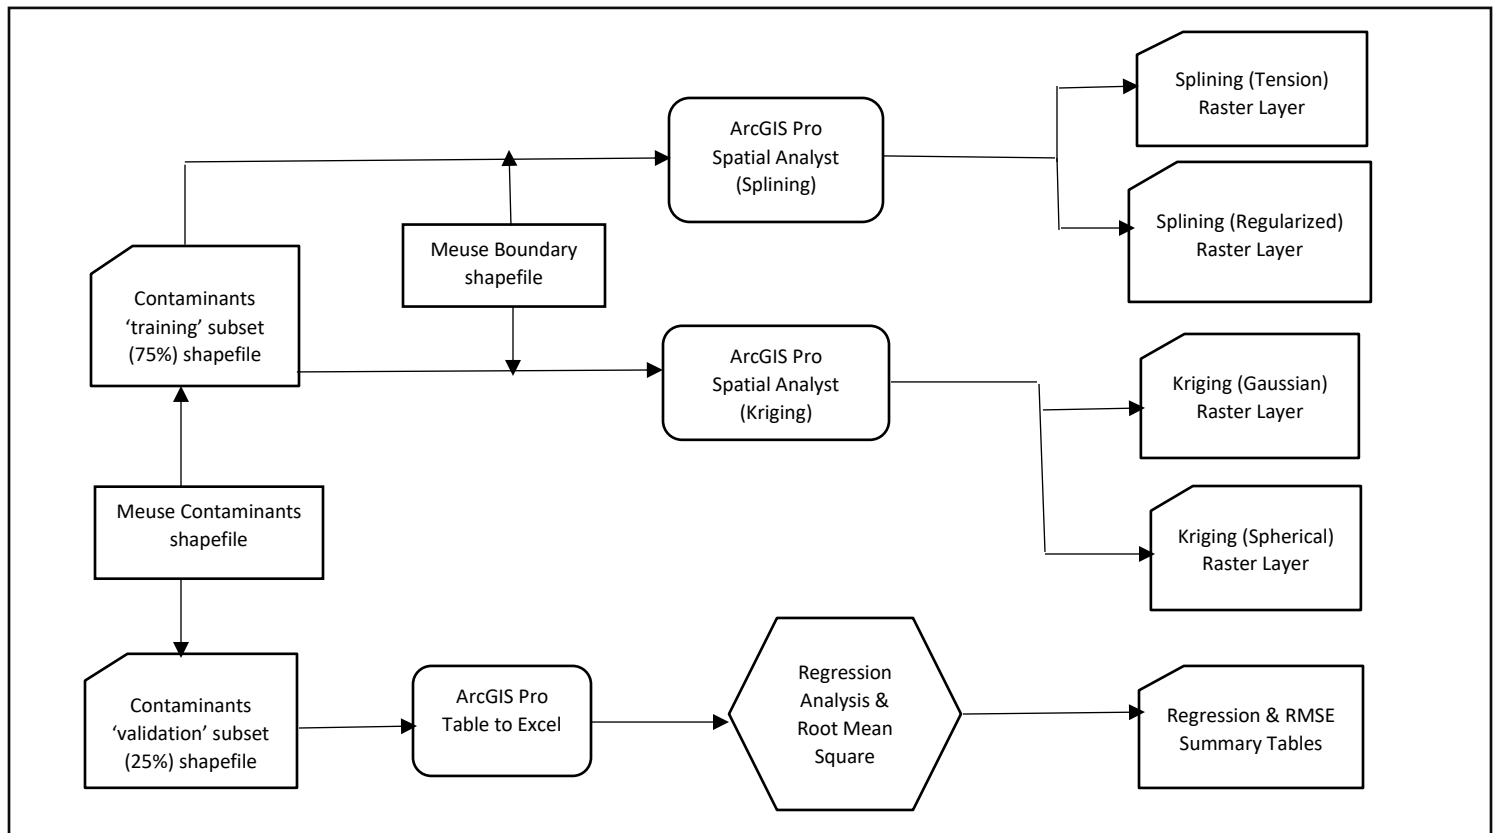 Splining (Tension)
Raster Layer
ArcGIS Pro
Spatial Analyst
(Splining)
Splining (Regularized)
Raster Layer
Meuse Boundary
shapefile
Contaminants
‘training’ subset
(75%) shapefile
ArcGIS Pro
Spatial Analyst
(Kriging)
Kriging (Gaussian)
Raster Layer
Meuse Contaminants
shapefile
Kriging (Spherical)
Raster Layer
Contaminants
‘validation’ subset
(25%) shapefile
ArcGIS Pro
Table to Excel
Regression
Analysis &
Root Mean
Square
Regression & RMSE
Summary Tables